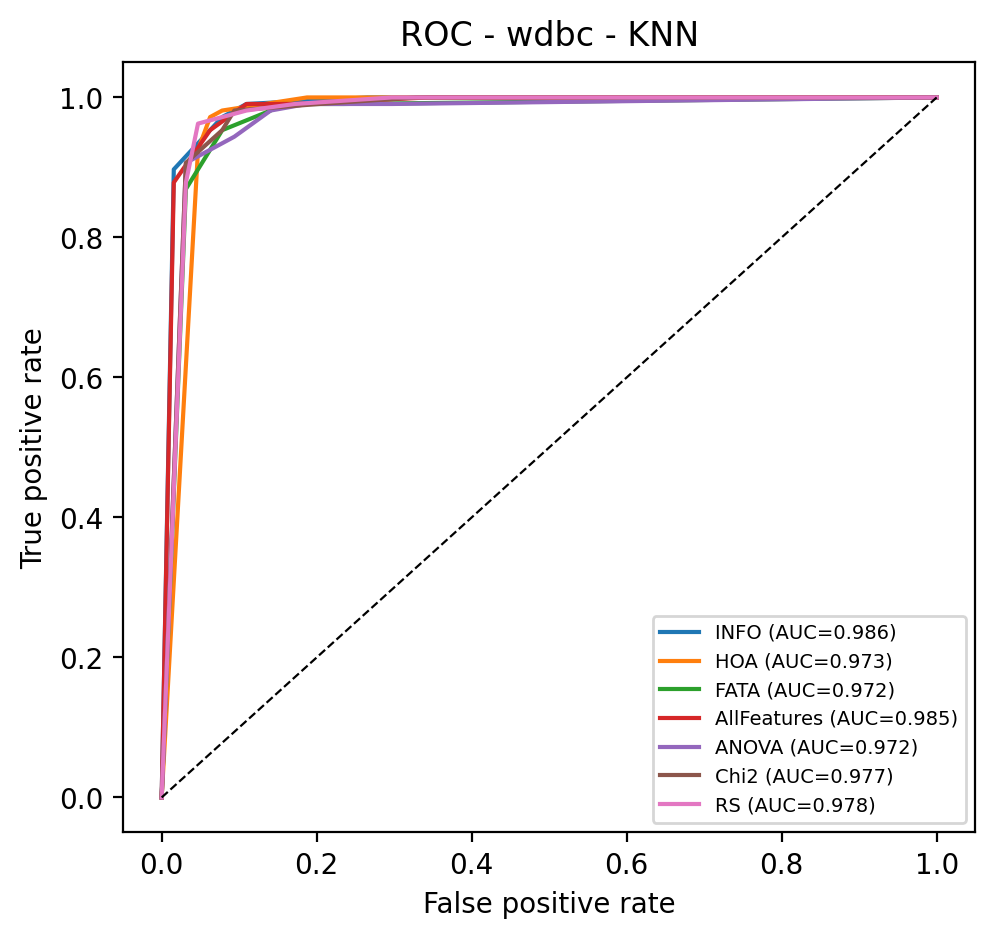 ROC - wdbc - KNN
True positive rate
1.0
0.8
0.6
0.4
0.2
0.0
INFO (AUC=0.986)
HOA (AUC=0.973)
FATA (AUC=0.972)
AllFeatures (AUC=0.985)
ANOVA (AUC=0.972)
Chi2 (AUC=0.977)
RS (AUC=0.978)
0.0 0.2 0.4 0.6 0.8 1.0
False positive rate